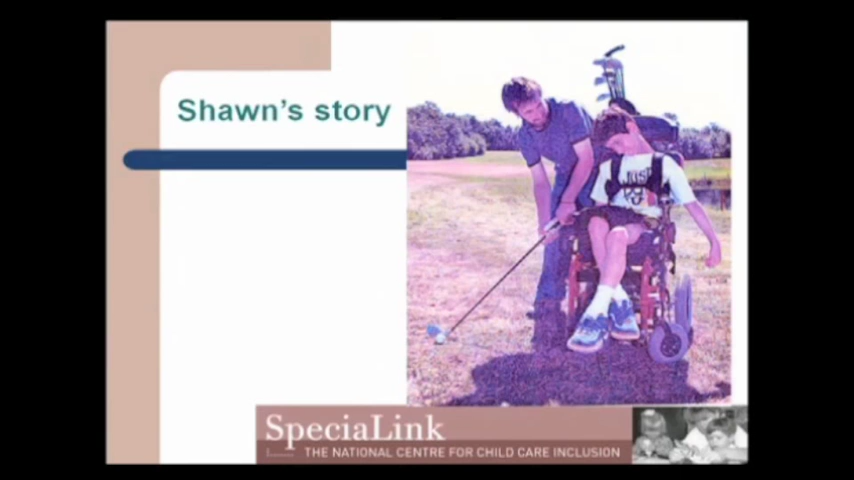 Shawn's story
SpeciaLink
THE NATIONAL CENTRE FOR CHILD CARE INCLUSION